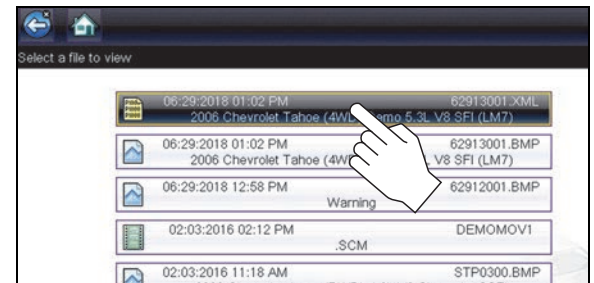 Select a file to view
06:29:2018 01:02 PM 62913001.XML
2006 Chevrolet Tahoe (4WD) Demo 5.3L V8 SFI (LM7)
06:29:2018 01:02 PM 62913001.BMP
2006 Chevrolet Tahoe (4WD L V8 SFI (LM7)
06:29:2018 12:58 PM 62912001.BMP
Warning
02:03:2016 02:12 PM DEMOMOV1
.SCM
02:03:2016 11:18 AM STP0300.BMP